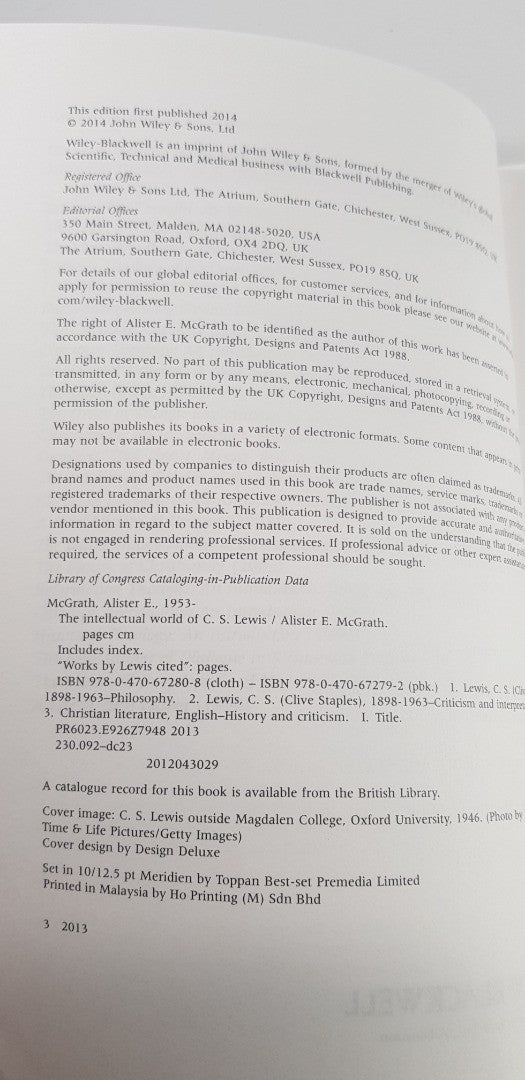 This edition first published 2014
© 2014 John Wiley & Sons, Ltd
Wiley-Blackwell is an imprint of John Wiley & Sons, formed by the merger of Wiley's global
Scientific, Technical and Medical business with Blackwell Publishing.
Registered Office
John Wiley & Sons Ltd, The Atrium, Southern Gate, Chichester, West Sussex, PO19 8SQ, UK
Editorial Offices
350 Main Street, Malden, MA 02148-5020, USA
9600 Garsington Road, Oxford, OX4 2DQ, UK
The Atrium, Southern Gate, Chichester, West Sussex, PO19 8SQ, UK
For details of our global editorial offices, for customer services, and for information about how
apply for permission to reuse the copyright material in this book please see our website at
com/wiley-blackwell.
The right of Alister E. McGrath to be identified as the author of this work has been asserted in
accordance with the UK Copyright, Designs and Patents Act 1988.
All rights reserved. No part of this publication may be reproduced, stored in a retrieval system,
transmitted, in any form or by any means, electronic, mechanical, photocopying, recording
otherwise, except as permitted by the UK Copyright, Designs and Patents Act 1988, without
permission of the publisher.
Wiley also publishes its books in a variety of electronic formats. Some content that appears in
may not be available in electronic books.
Designations used by companies to distinguish their products are often claimed as trademarks.
brand names and product names used in this book are trade names, service marks, trademarks
registered trademarks of their respective owners. The publisher is not associated with any
vendor mentioned in this book. This publication is designed to provide accurate and
information in regard to the subject matter covered. It is sold on the understanding that the
is not engaged in rendering professional services. If professional advice or other expert
required, the services of a competent professional should be sought.
Library of Congress Cataloging-in-Publication Data
McGrath, Alister E., 1953-
The intellectual world of C. S. Lewis / Alister E. McGrath.
pages cm
Includes index.
"Works by Lewis cited": pages.
ISBN 978-0-470-67280-8 (cloth) – ISBN 978-0-470-67279-2 (pbk.) 1. Lewis, C. S. (Cli
1898-1963–Philosophy. 2. Lewis, C. S. (Clive Staples), 1898-1963–Criticism and interpre
3. Christian literature, English–History and criticism. I. Title.
PR6023.E926Z7948 2013
230.092–dc23
2012043029
A catalogue record for this book is available from the British Library.
Cover image: C. S. Lewis outside Magdalen College, Oxford University, 1946. (Photo by
Time & Life Pictures/Getty Images)
Cover design by Design Deluxe
Set in 10/12.5 pt Meridien by Toppan Best-set Premedia Limited
Printed in Malaysia by Ho Printing (M) Sdn Bhd
3 2013